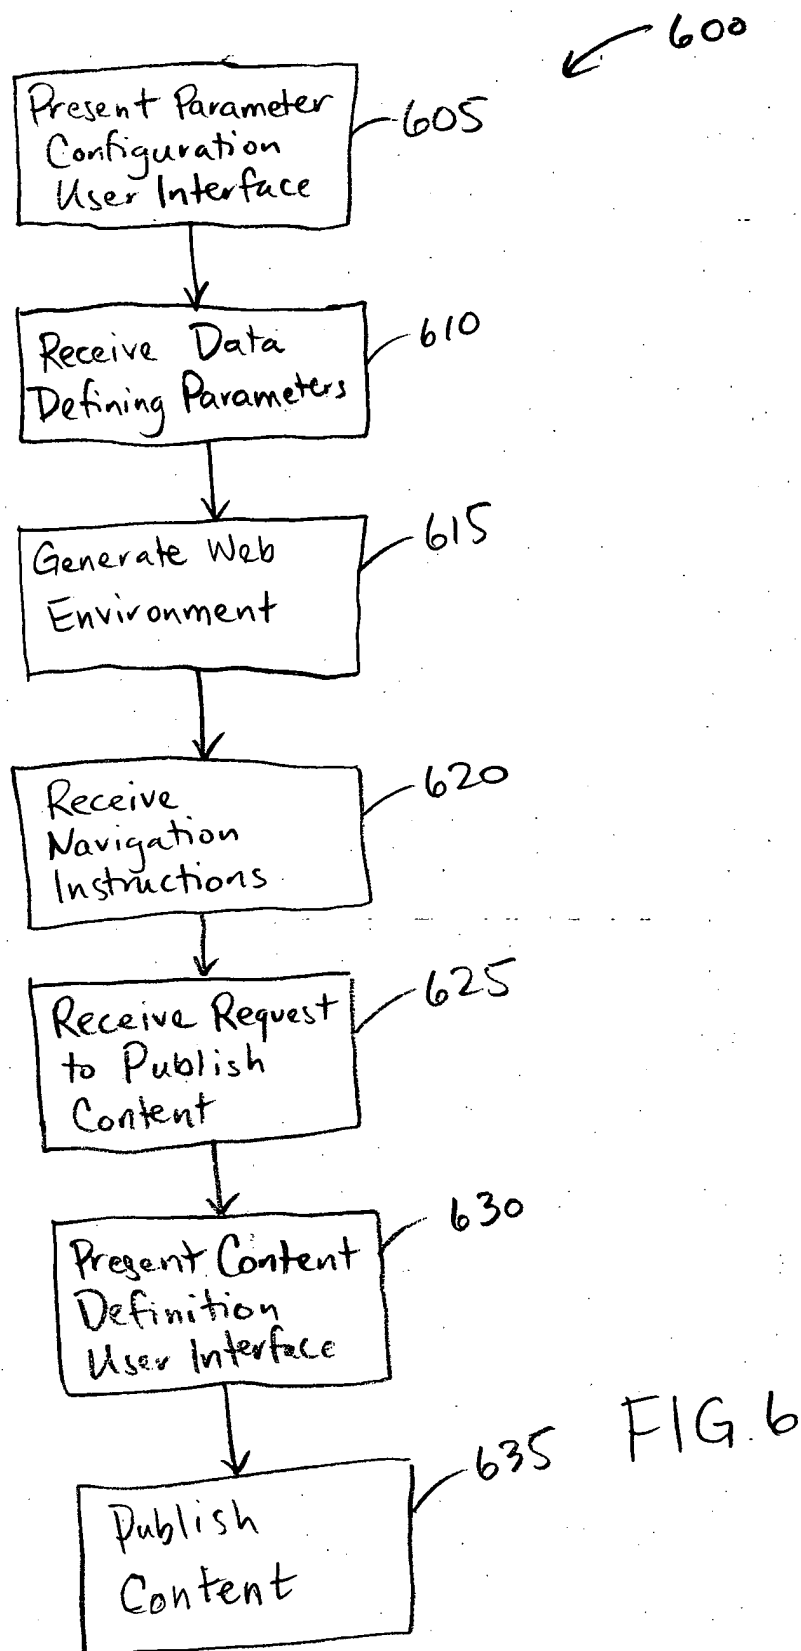 600
Present Parameter
Configuration
User Interface
605
Receive Data
Defining Parameters
610
Generate Web
Environment
615
Receive
Navigation
Instructions
620
Receive Request
to Publish
Content
625
Present Content
Definition
User Interface
630
Publish
Content
635
FIG. 6